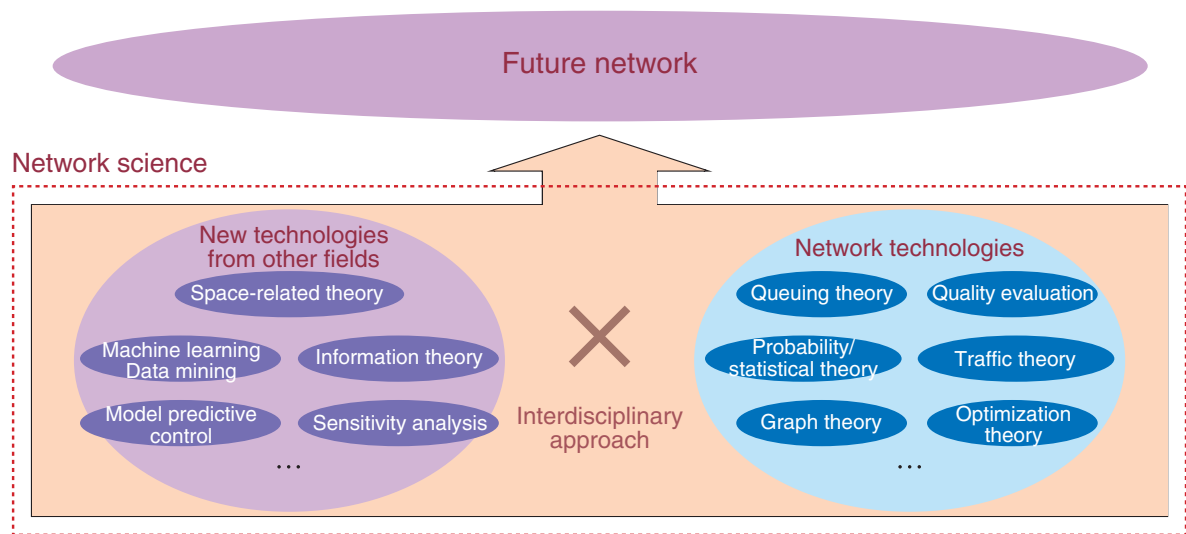 Future network
Network science
New technologies
from other fields
Space-related theory
Machine learning
Data mining
Information theory
Model predictive
control
Sensitivity analysis
...
Interdisciplinary
approach
Network technologies
Queuing theory
Quality evaluation
Probability/
statistical theory
Traffic theory
Graph theory
Optimization
theory
...